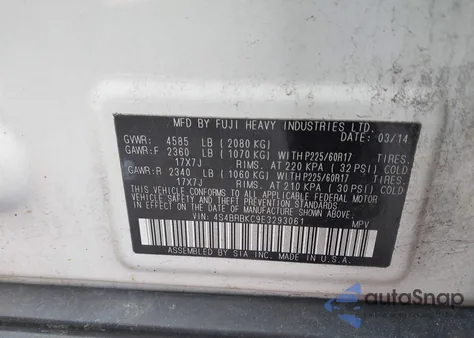 MFD BY FUJI HEAVY INDUSTRIES LTD. DATE: 03/14
GVWR: 4585 LB (2080 KG)
GAWR:F 2360 LB (1070 KG) WITH P225/60R17 TIRES,
17X7J RIMS. AT 220 KPA (32 PSI) COLD
GAWR:R 2340 LB (1060 KG) WITH P225/60R17 TIRES,
17X7J RIMS. AT 210 KPA (30 PSI) COLD
THIS VEHICLE CONFORMS TO ALL APPLICABLE FEDERAL MOTOR
VEHICLE SAFETY STANDARDS IN EFFECT ON THE DATE OF
MANUFACTURE SHOWN ABOVE.
VIN: 4S4BRBKC9E3293061 MPV
ASSEMBLED BY SIA INC. MADE IN U.S.A.
autoSnap